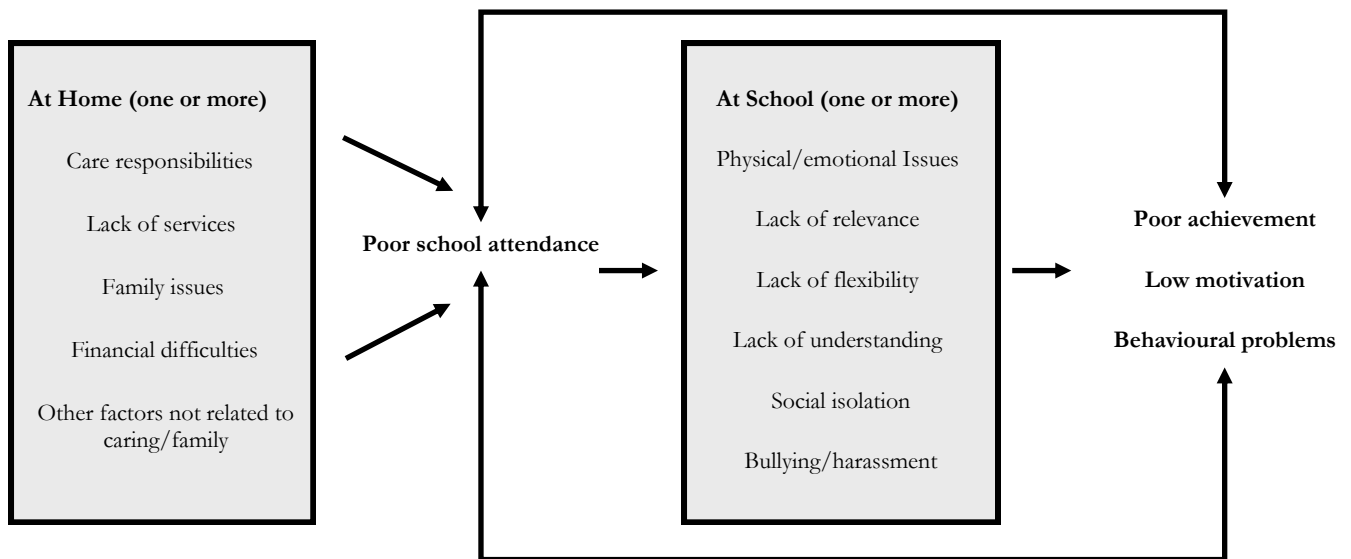 At Home (one or more)
Care responsibilities
Lack of services
Family issues
Financial difficulties
Other factors not related to
caring/family
Poor school attendance
At School (one or more)
Physical/emotional Issues
Lack of relevance
Lack of flexibility
Lack of understanding
Social isolation
Bullying/harassment
Poor achievement
Low motivation
Behavioural problems